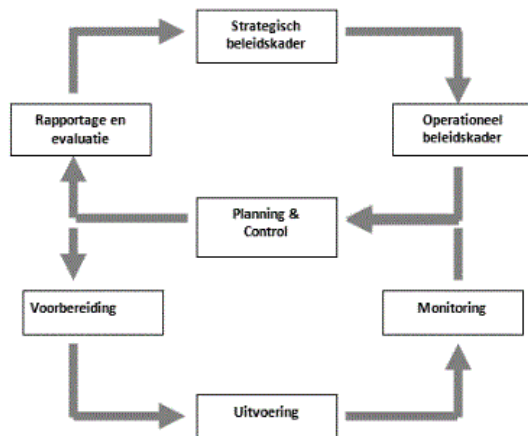 Strategisch
beleidskader
Rapportage en
evaluatie
Operationeel
beleidskader
Planning &
Control
Voorbereiding
Monitoring
Uitvoering